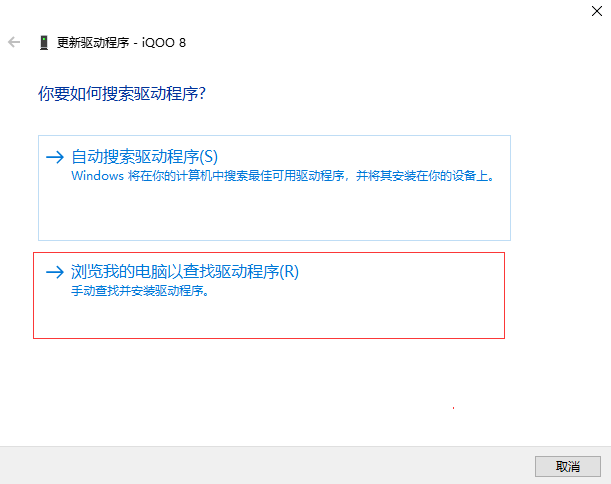 更新驱动程序 - iQOO 8
你要如何搜索驱动程序?
自动搜索驱动程序(S)
Windows 将在你的计算机中搜索最佳可用驱动程序，并将其安装在你的设备上。
浏览我的电脑以查找驱动程序(R)
手动查找并安装驱动程序。
取消